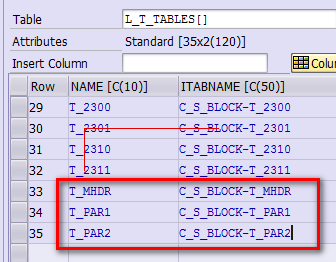 Table L_T_TABLES[]
Attributes Standard [35x2(120)]
Insert Column Colu
Row NAME [C(10)] ITABNAME [C(50)]
29 T_2300 C_S_BLOCK-T_2300
30 T_2301 C_S_BLOCK-T_2301
31 T_2310 C_S_BLOCK-T_2310
32 T_2311 C_S_BLOCK-T_2311
33 T_MHDR C_S_BLOCK-T_MHDR
34 T_PAR1 C_S_BLOCK-T_PAR1
35 T_PAR2 C_S_BLOCK-T_PAR2